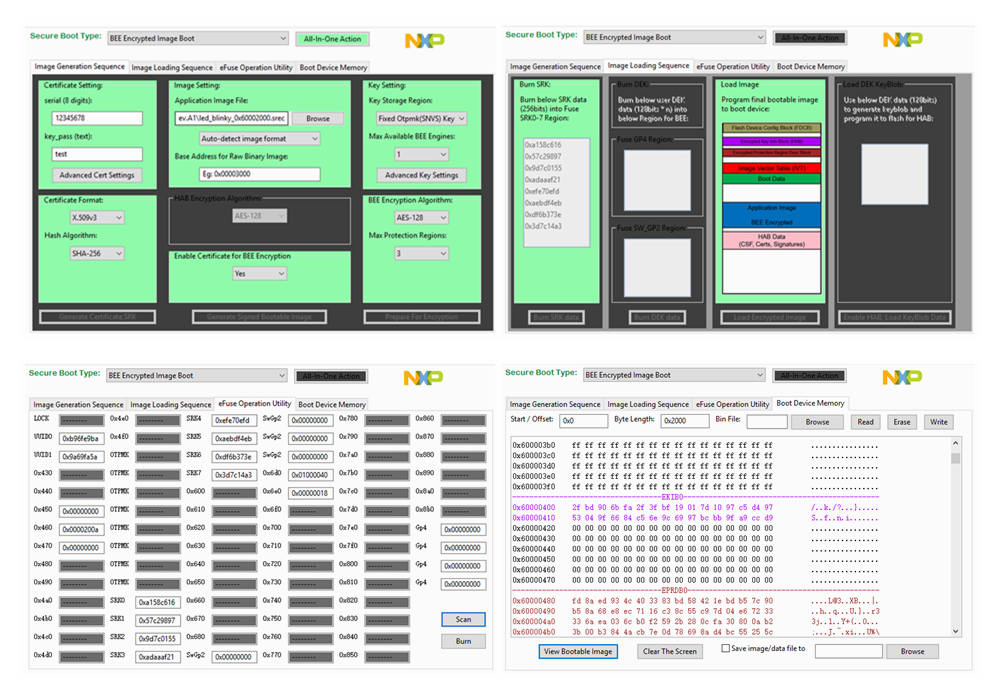 Secure Boot Type: BEE Encrypted Image Boot All-In-One Action NXP
Image Generation Sequence Image Loading Sequence eFuse Operation Utility Boot Device Memory
Certificate Setting: Image Setting: Key Setting:
serial (8 digits): Application Image File: Key Storage Region:
12345678 ev.A1\led_blinky_0x60002000.srec Browse Fixed Otpmk(SNVS) Key
key_pass (text): Auto-detect image format Max Available BEE Engines:
test Base Address for Raw Binary Image: 1
Advanced Cert Settings Eg: 0x00003000 Advanced Key Settings
Certificate Format: HAB Encryption Algorithm: BEE Encryption Algorithm:
X.509v3 AES-128 AES-128
Hash Algorithm: Max Protection Regions:
SHA-256 Enable Certificate for BEE Encryption 3
Yes
Generate Certificate,SRK Generate Signed Bootable Image Prepare For Encryption
Secure Boot Type: BEE Encrypted Image Boot All-In-One Action NXP
Image Generation Sequence Image Loading Sequence eFuse Operation Utility Boot Device Memory
Burn SRK: Burn DEK: Load Image Load DEK KeyBlob:
Burn below SRK data Burn below user DEK Program final bootable image Use below DEK data (128bits)
(256bits) into Fuse data (128bits * n) into to boot device: to generate keyblob and
SRK0-7 Region: below Region for BEE: program it to flash for HAB:
0xa158c616
0x57c29897
0x9d7c0155
0xadaaaf21
0xefe70efd
0xaebdf4eb
0xdf6b373e
0x3d7c14a3
Fuse GP4 Region:
Fuse SW_GP2 Region:
Flash Device Config Block (FDCB)
Encrypted Key Info Block (EKIB)
Encrypted Protection Region Desc Block
Image Vector Table (IVT)
Boot Data
Application Image
BEE Encrypted
HAB Data
(CSF, Certs, Signatures)
Burn SRK data Burn DEK data Load Encrypted Image Enable HAB, Load KeyBlob Data
Secure Boot Type: BEE Encrypted Image Boot All-In-One Action NXP
Image Generation Sequence Image Loading Sequence eFuse Operation Utility Boot Device Memory
LOCK -------- 0x4e0 -------- SRK4 0xefe70efd SwGp2 0x00000000 0x780 -------- 0x860 --------
UUID0 0xb96fe9ba 0x4f0 -------- SRK5 0xaebdf4eb SwGp2 0x00000000 0x790 -------- 0x870 --------
UUID1 0x9a69fa5a OTPMK -------- SRK6 0xdf6b373e SwGp2 0x00000000 0x7a0 -------- 0x880 --------
0x430 -------- OTPMK -------- SRK7 0x3d7c14a3 0x6d0 0x01000040 0x7b0 -------- 0x890 --------
0x440 -------- OTPMK -------- 0x600 -------- 0x6e0 0x00000018 0x7c0 -------- 0x8a0 --------
0x450 0x00000000 OTPMK -------- 0x610 -------- 0x6f0 -------- 0x7d0 -------- 0x8b0 --------
0x460 0x0000200a OTPMK -------- 0x620 -------- 0x700 -------- 0x7e0 -------- Gp4 0x00000000
0x470 0x00000000 OTPMK -------- 0x630 -------- 0x710 -------- 0x7f0 -------- Gp4 0x00000000
0x480 -------- OTPMK -------- 0x640 -------- 0x720 -------- 0x800 -------- Gp4 0x00000000
0x490 -------- OTPMK -------- 0x650 -------- 0x730 -------- 0x810 -------- Gp4 0x00000000
0x4a0 -------- SRK0 0xa158c616 0x660 -------- 0x740 -------- 0x820 --------
0x4b0 -------- SRK1 0x57c29897 0x670 -------- 0x750 -------- 0x830 -------- Scan
0x4c0 -------- SRK2 0x9d7c0155 0x680 -------- 0x760 -------- 0x840 -------- Burn
0x4d0 -------- SRK3 0xadaaaf21 SwGp2 0x00000000 0x770 -------- 0x850 --------
Secure Boot Type: BEE Encrypted Image Boot All-In-One Action NXP
Image Generation Sequence Image Loading Sequence eFuse Operation Utility Boot Device Memory
Start / Offset: 0x0 Byte Length: 0x2000 Bin File: Browse Read Erase Write
0x600003b0 ff ff ff ff ff ff ff ff ff ff ff ff ff ff ff ff ................
0x600003c0 ff ff ff ff ff ff ff ff ff ff ff ff ff ff ff ff ................
0x600003d0 ff ff ff ff ff ff ff ff ff ff ff ff ff ff ff ff ................
0x600003e0 ff ff ff ff ff ff ff ff ff ff ff ff ff ff ff ff ................
0x600003f0 ff ff ff ff ff ff ff ff ff ff ff ff ff ff ff ff ................
EKIB0
0x60000400 2f bd 90 6b fa 2f 3f bf 19 01 7d 10 97 c5 d4 97 /..k./?...}.....
0x60000410 53 04 9f 66 84 c5 6e 9c 69 97 bc bb 9f a9 cc d9 S..f..n.i.......
0x60000420 00 00 00 00 00 00 00 00 00 00 00 00 00 00 00 00 ................
0x60000430 00 00 00 00 00 00 00 00 00 00 00 00 00 00 00 00 ................
0x60000440 00 00 00 00 00 00 00 00 00 00 00 00 00 00 00 00 ................
0x60000450 00 00 00 00 00 00 00 00 00 00 00 00 00 00 00 00 ................
0x60000460 00 00 00 00 00 00 00 00 00 00 00 00 00 00 00 00 ................
0x60000470 00 00 00 00 00 00 00 00 00 00 00 00 00 00 00 00 ................
EPRDB0
0x60000480 fd 8a ed 93 4c 40 33 83 bd 58 42 1e bd b5 7c 90 ....L@3..XB...|.
0x60000490 b5 8a 68 e8 ec 71 16 c3 8c 55 c9 7d 04 e6 72 33 ..h..q...U.}..r3
0x600004a0 33 6a ea 03 6c b0 f2 59 2b 28 0c fa 30 80 0a b2 3j..l..Y+(..0...
0x600004b0 3b 00 b3 84 4a cb 7e 0d 78 69 8a d4 bc 55 25 5c ;...J.~.xi...U%\
View Bootable Image Clear The Screen Save image/data file to Browse